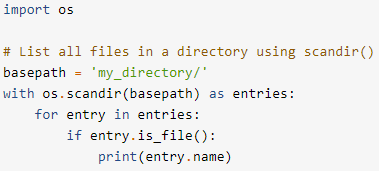 import os

# List all files in a directory using scandir()
basepath = 'my_directory/'
with os.scandir(basepath) as entries:
    for entry in entries:
        if entry.is_file():
            print(entry.name)